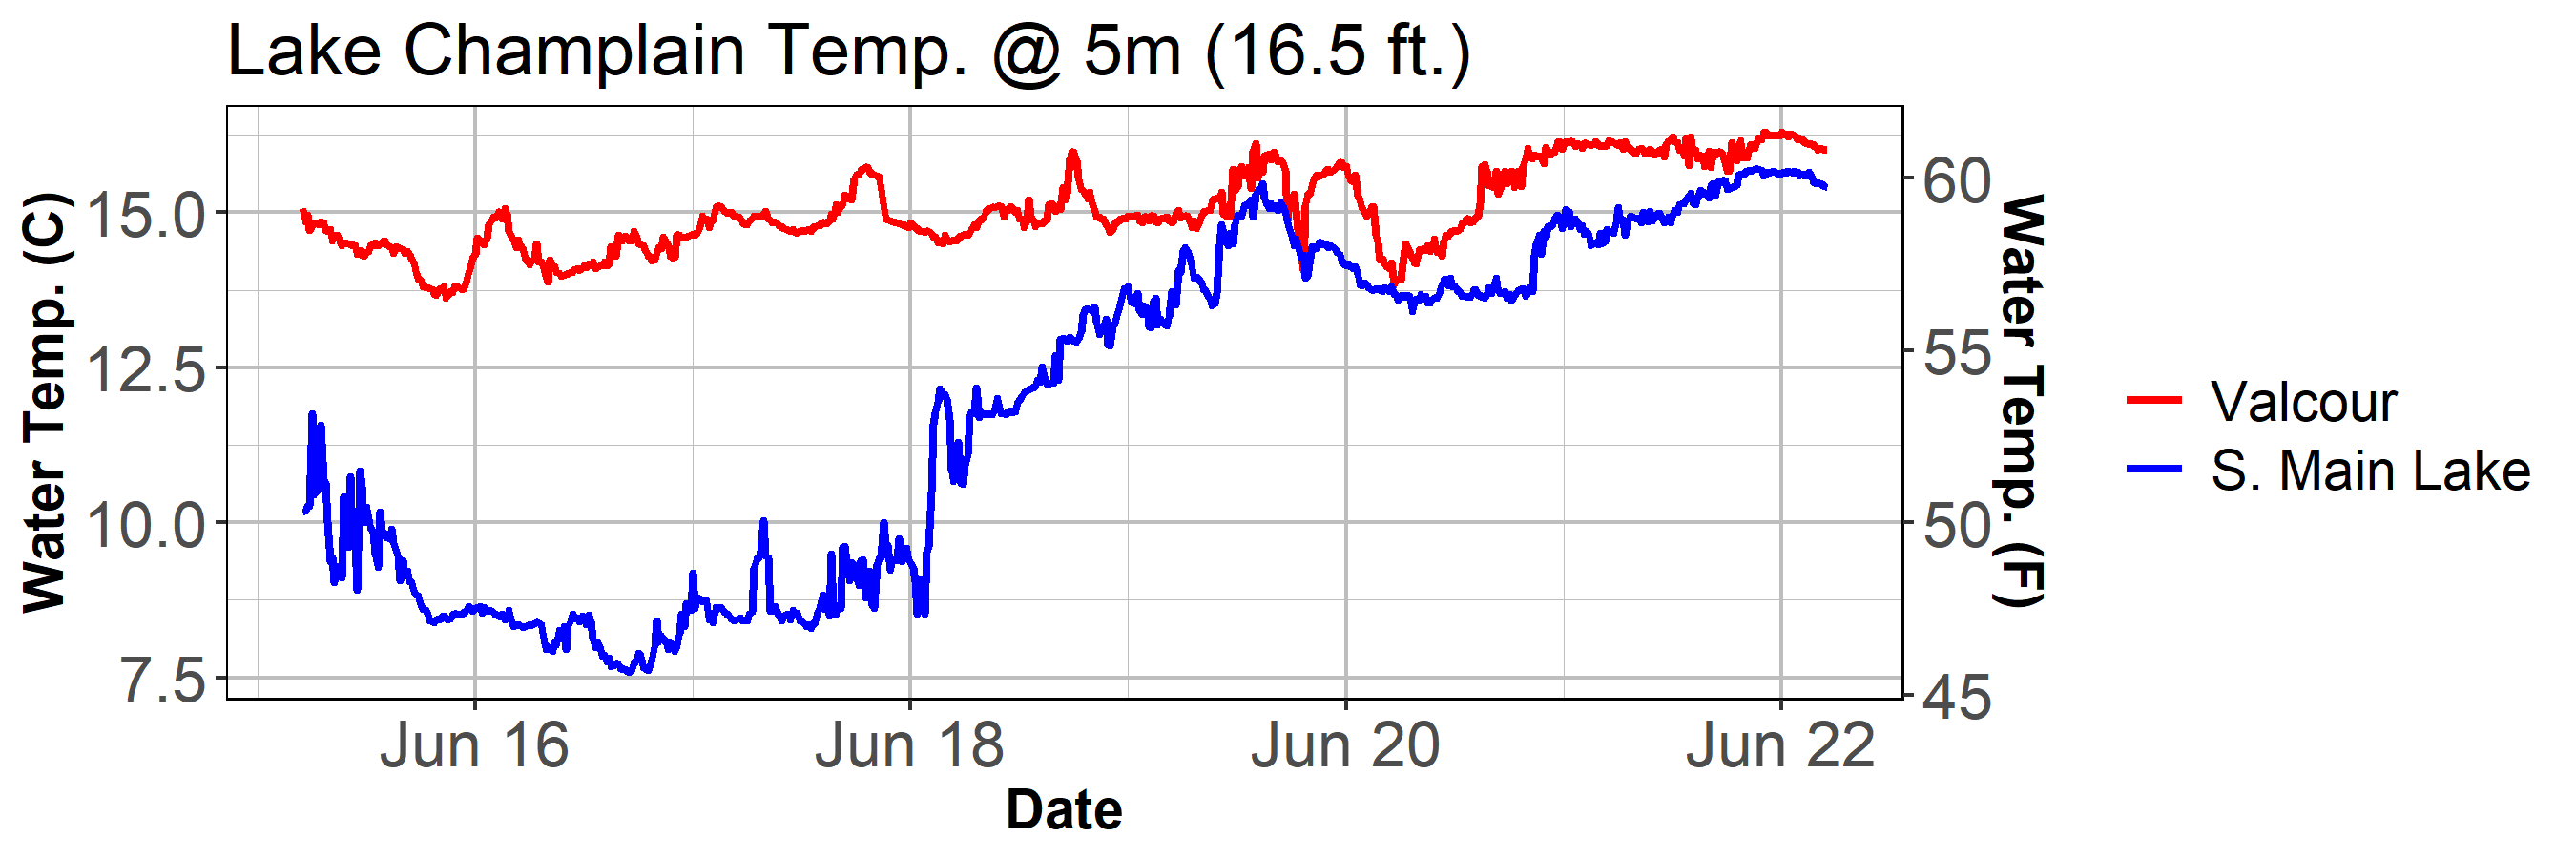 Lake Champlain Temp. @ 5m (16.5 ft.)
Water Temp. (C)
15.0
12.5
10.0
7.5
60
55
50
45
Water Temp. (F)
Jun 16 Jun 18 Jun 20 Jun 22
Date
Valcour
S. Main Lake